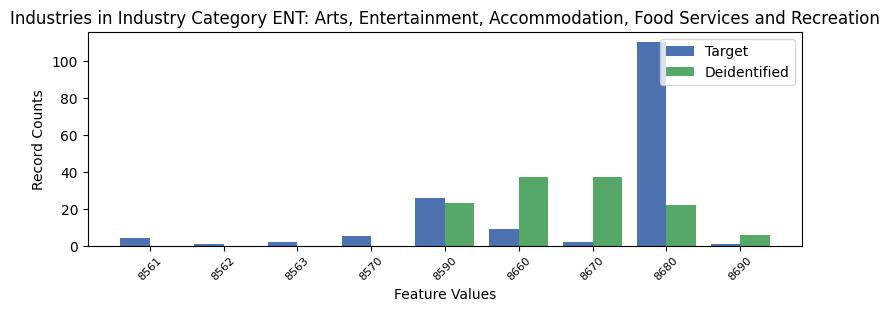 Industries in Industry Category ENT: Arts, Entertainment, Accommodation, Food Services and Recreation
Target
Deidentified
Record Counts
100
80
60
40
20
0
8561 8562 8563 8570 8590 8660 8670 8680 8690
Feature Values